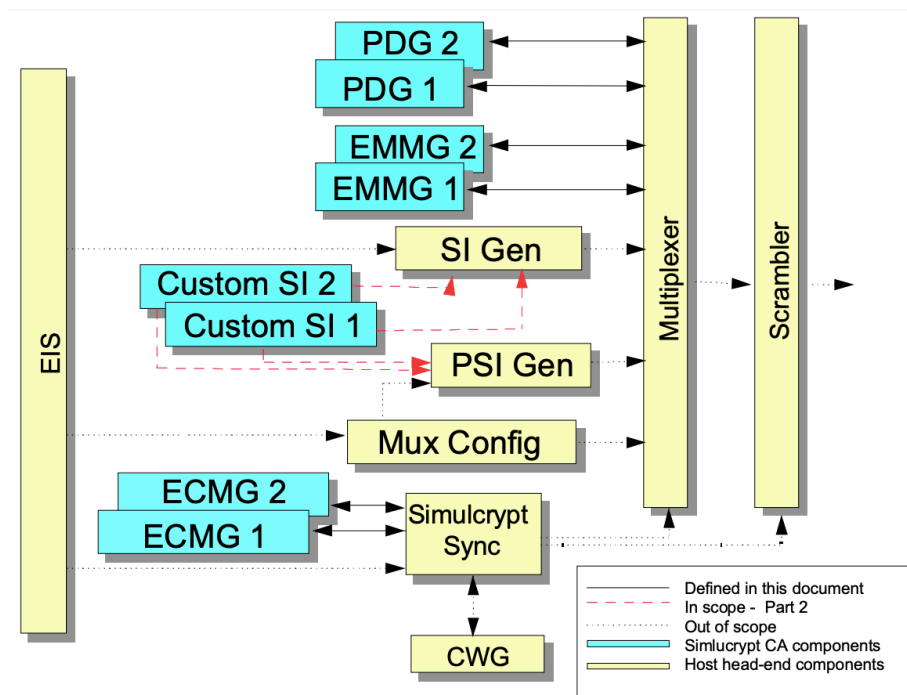 PDG 2
PDG 1
EMMG 2
EMMG 1
SI Gen
Custom SI 2
Custom SI 1
PSI Gen
Mux Config
ECMG 2
ECMG 1
Simulcrypt
Sync
CWG
EIS
Multiplexer
Scrambler
Defined in this document
In scope - Part 2
Out of scope
Simlucrypt CA components
Host head-end components